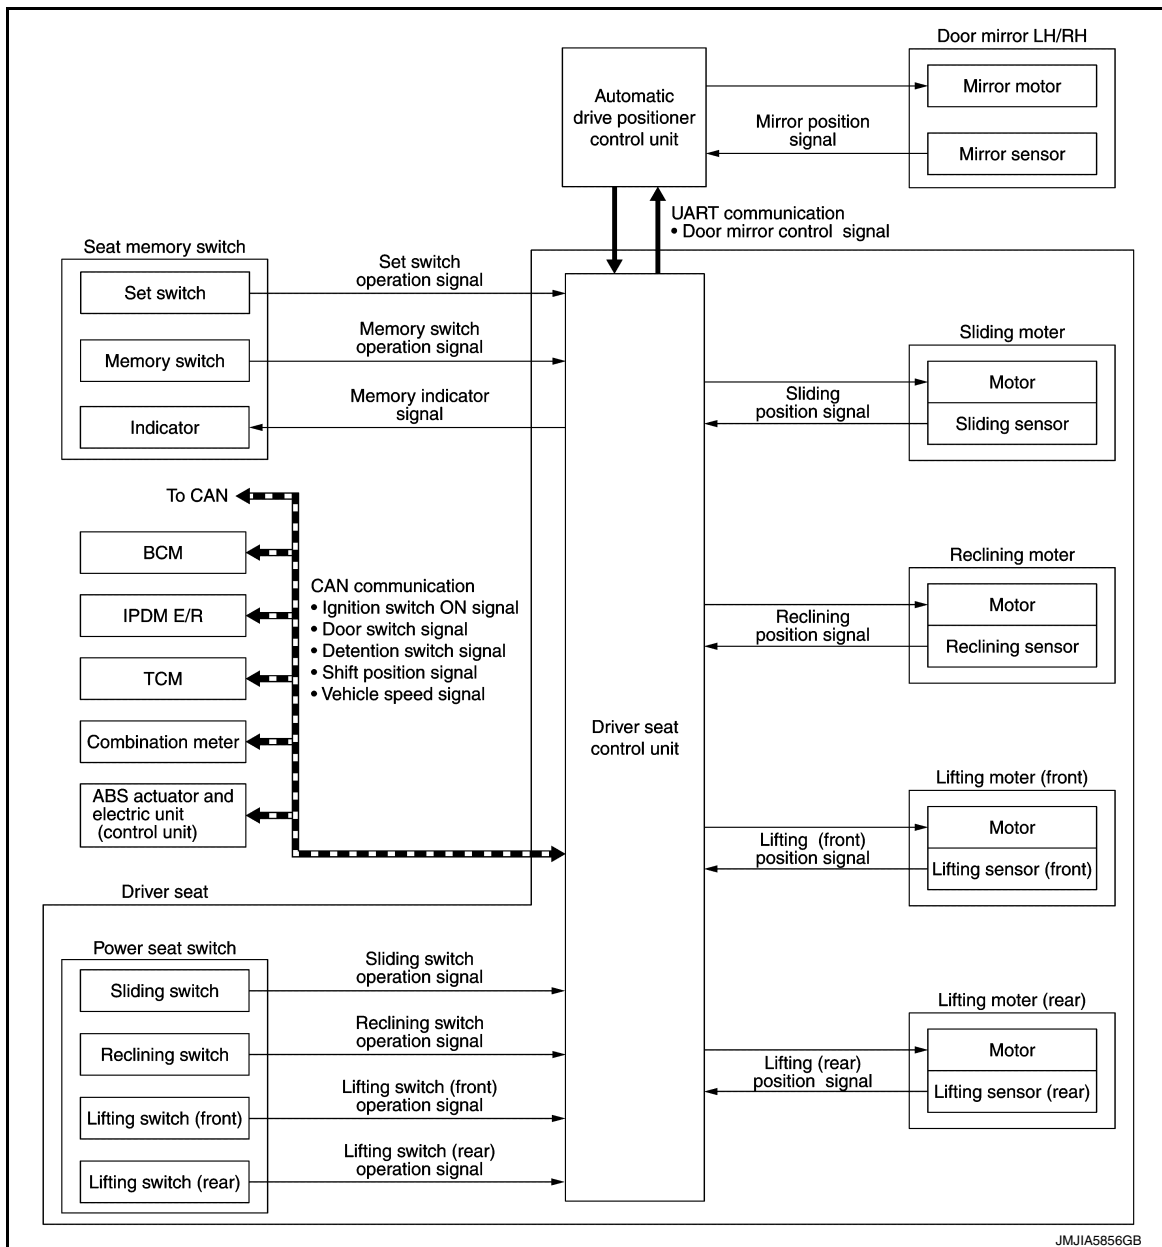 Door mirror LH/RH
Automatic
drive positioner
control unit
Mirror motor
Mirror position
signal
Mirror sensor
UART communication
• Door mirror control signal
Seat memory switch
Set switch
Set switch
operation signal
Memory switch
Memory switch
operation signal
Indicator
Memory indicator
signal
Sliding moter
Motor
Sliding
position signal
Sliding sensor
To CAN
BCM
IPDM E/R
TCM
Combination meter
ABS actuator and
electric unit
(control unit)
CAN communication
• Ignition switch ON signal
• Door switch signal
• Detention switch signal
• Shift position signal
• Vehicle speed signal
Reclining moter
Motor
Reclining
position signal
Reclining sensor
Driver seat
control unit
Lifting moter (front)
Motor
Lifting (front)
position signal
Lifting sensor (front)
Driver seat
Power seat switch
Sliding switch
Sliding switch
operation signal
Reclining switch
Reclining switch
operation signal
Lifting switch (front)
Lifting switch (front)
operation signal
Lifting switch (rear)
Lifting switch (rear)
operation signal
Lifting moter (rear)
Motor
Lifting (rear)
position signal
Lifting sensor (rear)
JMJIA5856GB